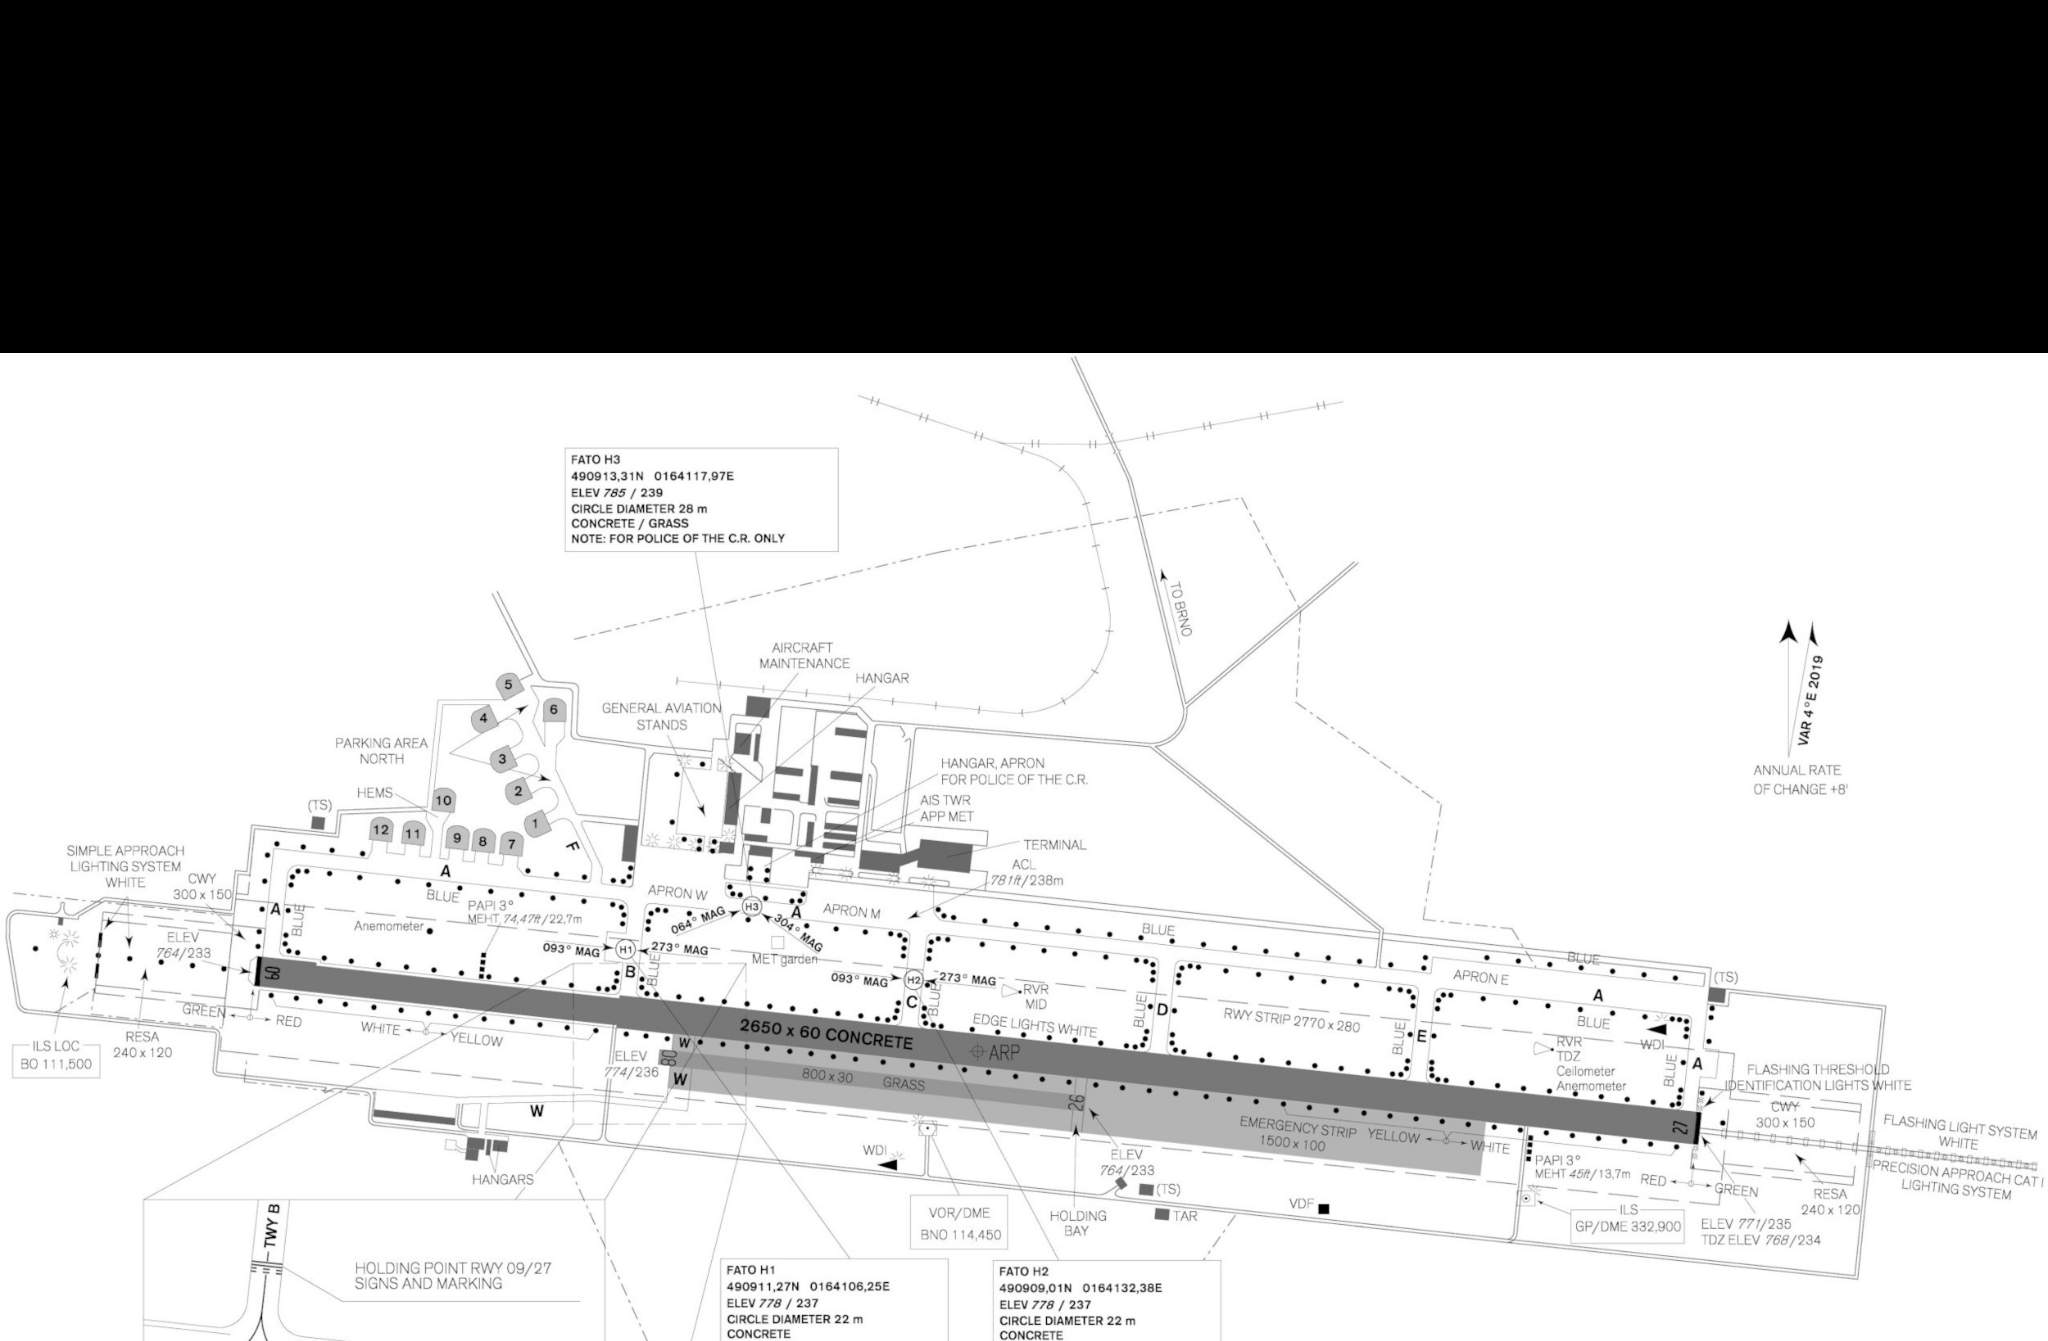 FATO H3
490913,31N 0164117,97E
ELEV 785 / 239
CIRCLE DIAMETER 28 m
CONCRETE / GRASS
NOTE: FOR POLICE OF THE C.R. ONLY
TO BRNO
VAR 4°E 2019
ANNUAL RATE
OF CHANGE +8'
AIRCRAFT
MAINTENANCE
HANGAR
GENERAL AVIATION
STANDS
PARKING AREA
NORTH
HEMS
5
4
6
3
2
1
10
12
11
9
8
7
F
(TS)
HANGAR, APRON
FOR POLICE OF THE C.R.
AIS TWR
APP MET
TERMINAL
ACL
781ft/238m
SIMPLE APPROACH
LIGHTING SYSTEM
WHITE
CWY
300 x 150
ELEV
764/233
A
BLUE
A
BLUE
PAPI 3°
MEHT 74,47ft/22,7m
Anemometer
APRON W
064° MAG
H3
304° MAG
A
APRON M
MET garden
093° MAG
H1
273° MAG
B
BLUE
093° MAG
H2
273° MAG
C
BLUE
RVR
MID
EDGE LIGHTS WHITE
BLUE
BLUE
D
RWY STRIP 2770 x 280
BLUE
E
BLUE
APRON E
A
BLUE
WDI
(TS)
RVR
TDZ
Ceilometer
Anemometer
BLUE
A
FLASHING THRESHOLD
IDENTIFICATION LIGHTS WHITE
CWY
300 x 150
FLASHING LIGHT SYSTEM
WHITE
PRECISION APPROACH CAT I
LIGHTING SYSTEM
RESA
240 x 120
09
2650 x 60 CONCRETE
ARP
27
GREEN
RED
WHITE
YELLOW
ILS LOC
BO 111,500
RESA
240 x 120
ELEV
774/236
08
W
W
W
800 x 30
GRASS
26
EMERGENCY STRIP
1500 x 100
YELLOW
WHITE
PAPI 3°
MEHT 45ft/13,7m
RED
GREEN
ILS
GP/DME 332,900
ELEV 771/235
TDZ ELEV 768/234
HANGARS
WDI
VOR/DME
BNO 114,450
ELEV
764/233
HOLDING
BAY
(TS)
TAR
VDF
TWY B
HOLDING POINT RWY 09/27
SIGNS AND MARKING
FATO H1
490911,27N 0164106,25E
ELEV 778 / 237
CIRCLE DIAMETER 22 m
CONCRETE
FATO H2
490909,01N 0164132,38E
ELEV 778 / 237
CIRCLE DIAMETER 22 m
CONCRETE